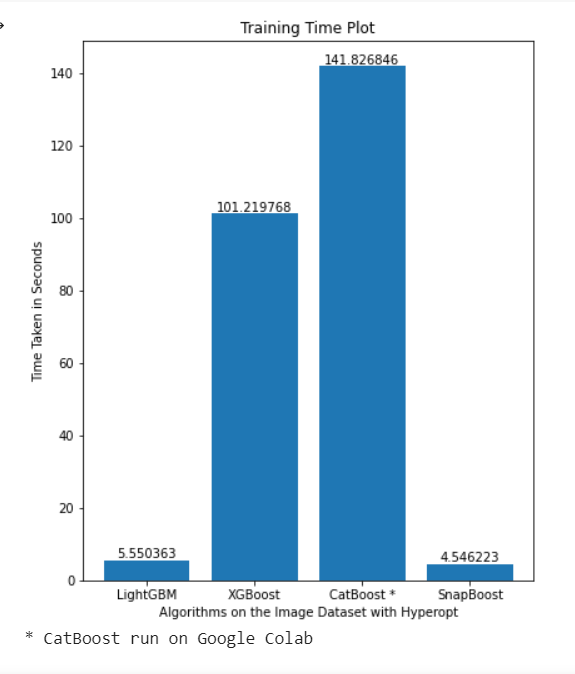 Training Time Plot
141.826846
101.219768
5.550363
4.546223
140
120
100
80
60
40
20
0
Time Taken in Seconds
LightGBM XGBoost CatBoost * SnapBoost
Algorithms on the Image Dataset with Hyperopt
* CatBoost run on Google Colab